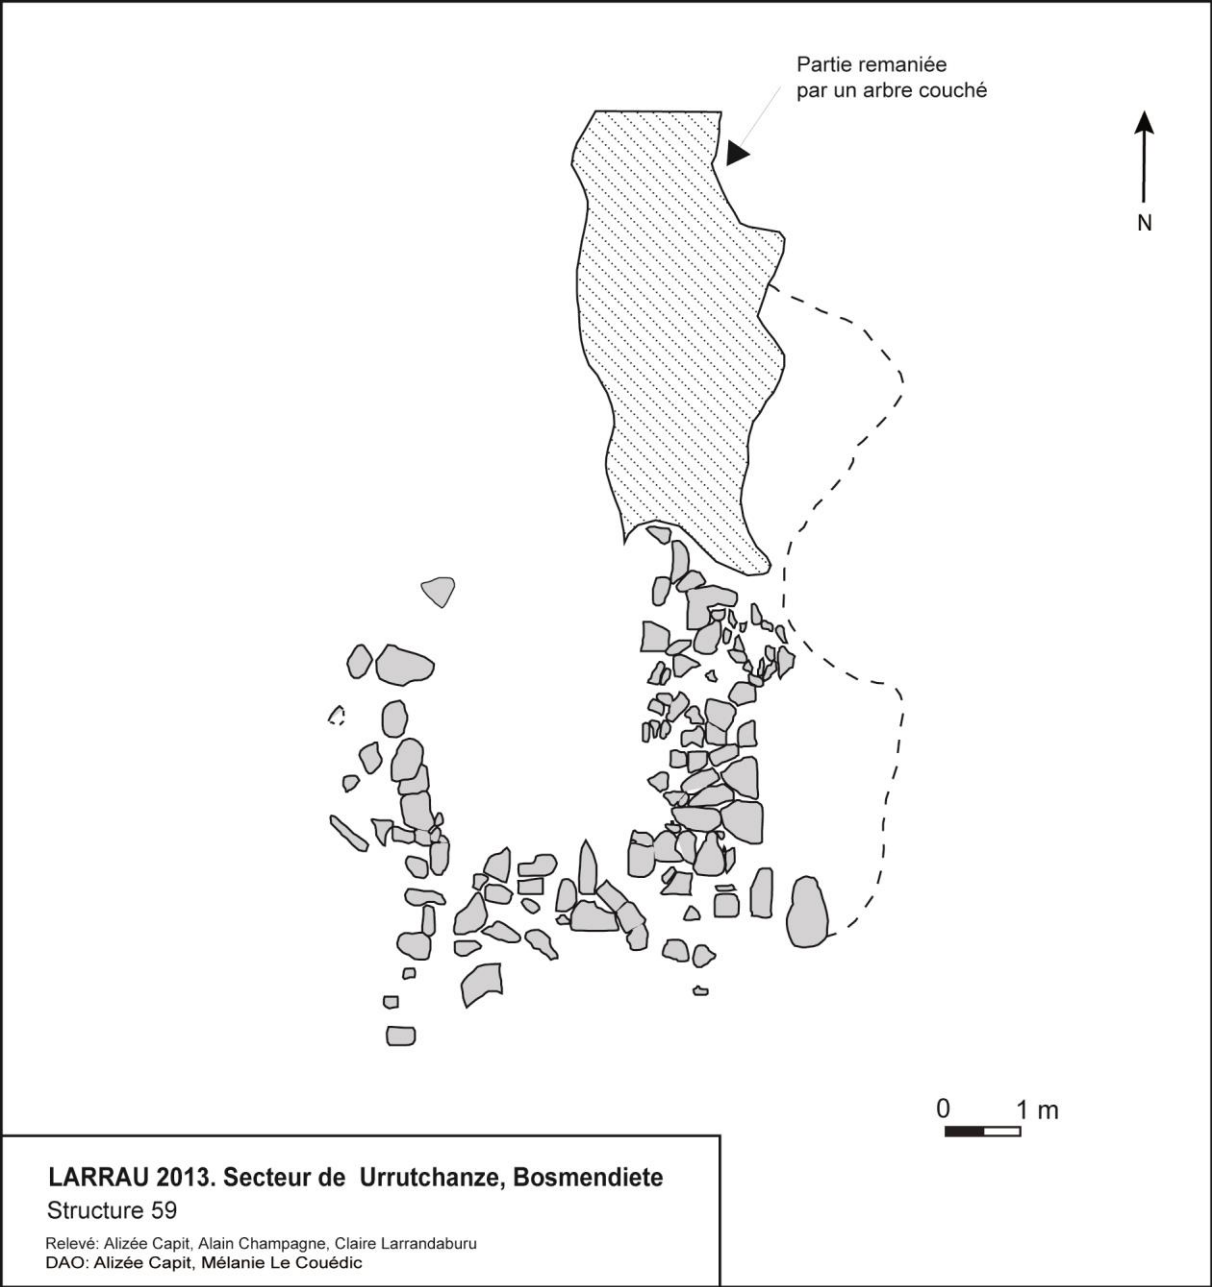 Partie remaniée
par un arbre couché
N
0 1 m
LARRAU 2013. Secteur de Urrutchanze, Bosmendiete
Structure 59
Relevé: Alizée Capit, Alain Champagne, Claire Larrandaburu
DAO: Alizée Capit, Mélanie Le Couédic